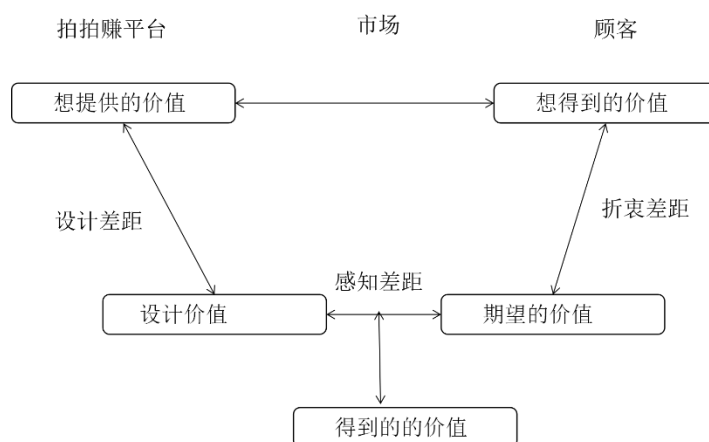 拍拍赚平台 市场 顾客
想提供的价值 想得到的价值
设计差距 折衷差距
感知差距
设计价值 期望的价值
得到的的价值